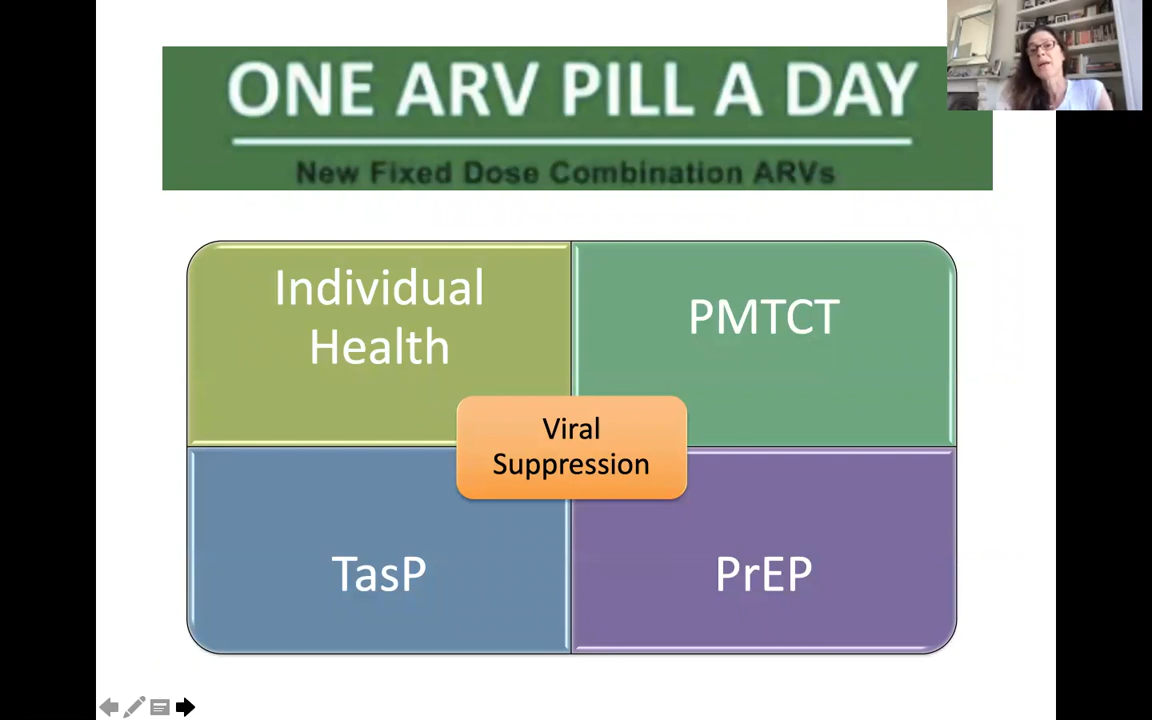 ONE ARV PILL A DAY
New Fixed Dose Combination ARVs
Individual
Health
PMTCT
Viral
Suppression
TasP
PrEP